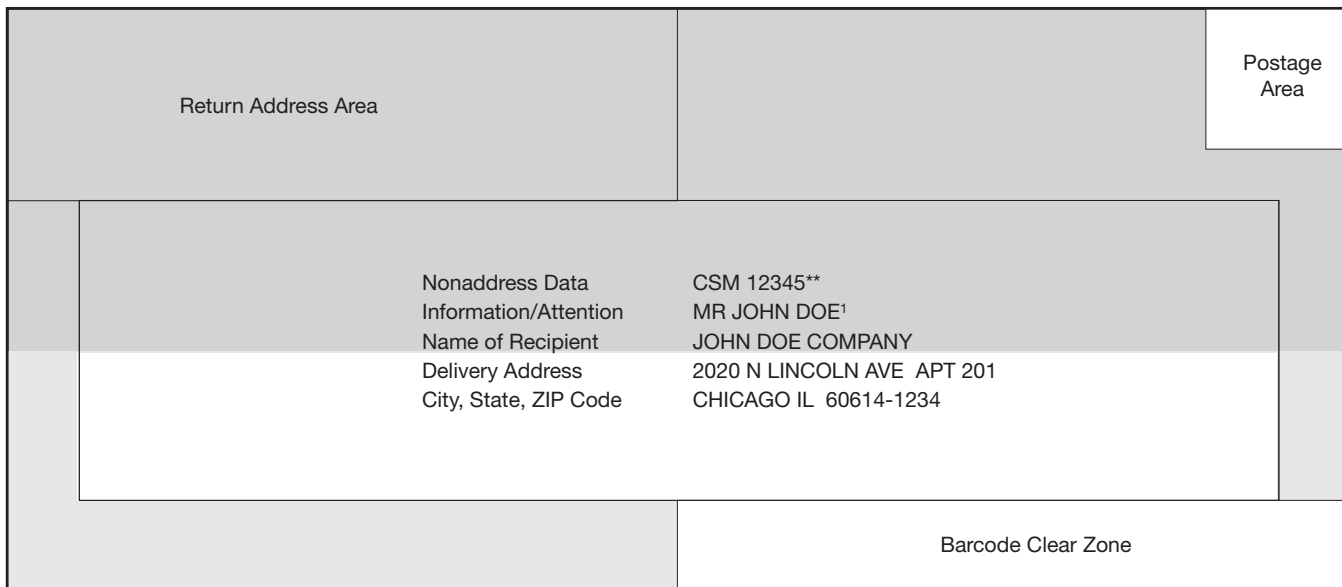 Postage
Area
Return Address Area
Nonaddress Data CSM 12345**
Information/Attention MR JOHN DOE¹
Name of Recipient JOHN DOE COMPANY
Delivery Address 2020 N LINCOLN AVE  APT 201
City, State, ZIP Code CHICAGO IL  60614-1234
Barcode Clear Zone